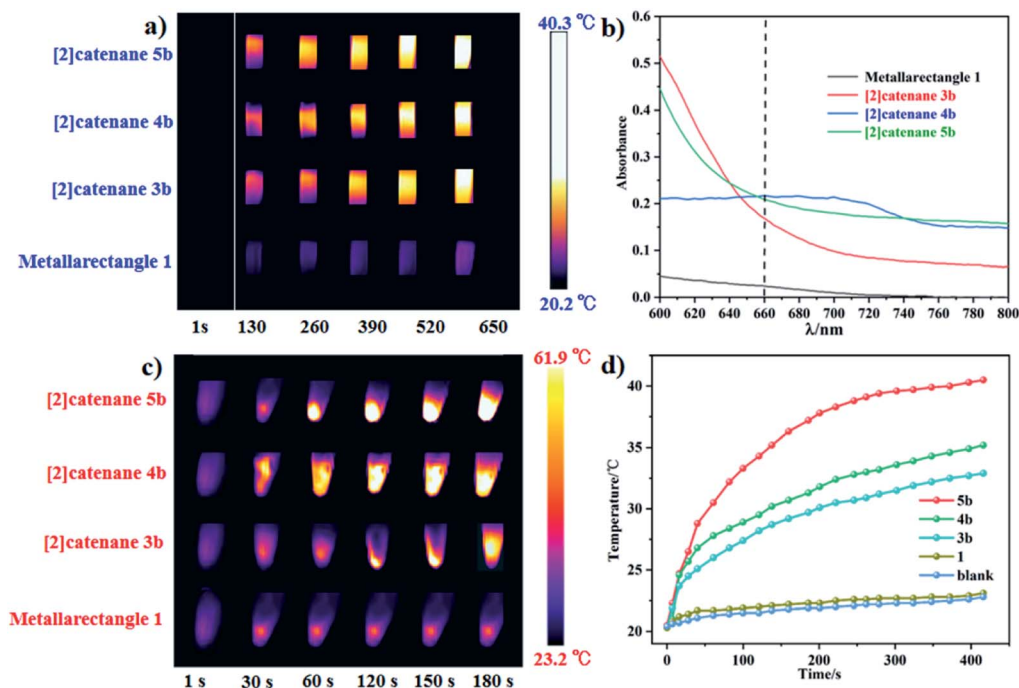 a)
40.3 ℃
[2]catenane 5b
[2]catenane 4b
[2]catenane 3b
Metallarectangle 1
20.2 ℃
1s 130 260 390 520 650
b)
0.6
0.5
0.4
0.3
0.2
0.1
0.0
Absorbance
Metallarectangle 1
[2]catenane 3b
[2]catenane 4b
[2]catenane 5b
600 620 640 660 680 700 720 740 760 780 800
λ/nm
c)
61.9 ℃
[2]catenane 5b
[2]catenane 4b
[2]catenane 3b
Metallarectangle 1
23.2 ℃
1 s 30 s 60 s 120 s 150 s 180 s
d)
40
35
30
25
20
Temperature/℃
5b
4b
3b
1
blank
0 100 200 300 400
Time/s